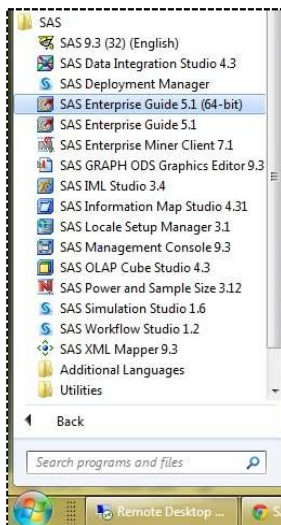 SAS
SAS 9.3 (32) (English)
SAS Data Integration Studio 4.3
SAS Deployment Manager
SAS Enterprise Guide 5.1 (64-bit)
SAS Enterprise Guide 5.1
SAS Enterprise Miner Client 7.1
SAS GRAPH ODS Graphics Editor 9.3
SAS IML Studio 3.4
SAS Information Map Studio 4.31
SAS Locale Setup Manager 3.1
SAS Management Console 9.3
SAS OLAP Cube Studio 4.3
SAS Power and Sample Size 3.12
SAS Simulation Studio 1.6
SAS Workflow Studio 1.2
SAS XML Mapper 9.3
Additional Languages
Utilities
Back
Search programs and files
Remote Desktop ...